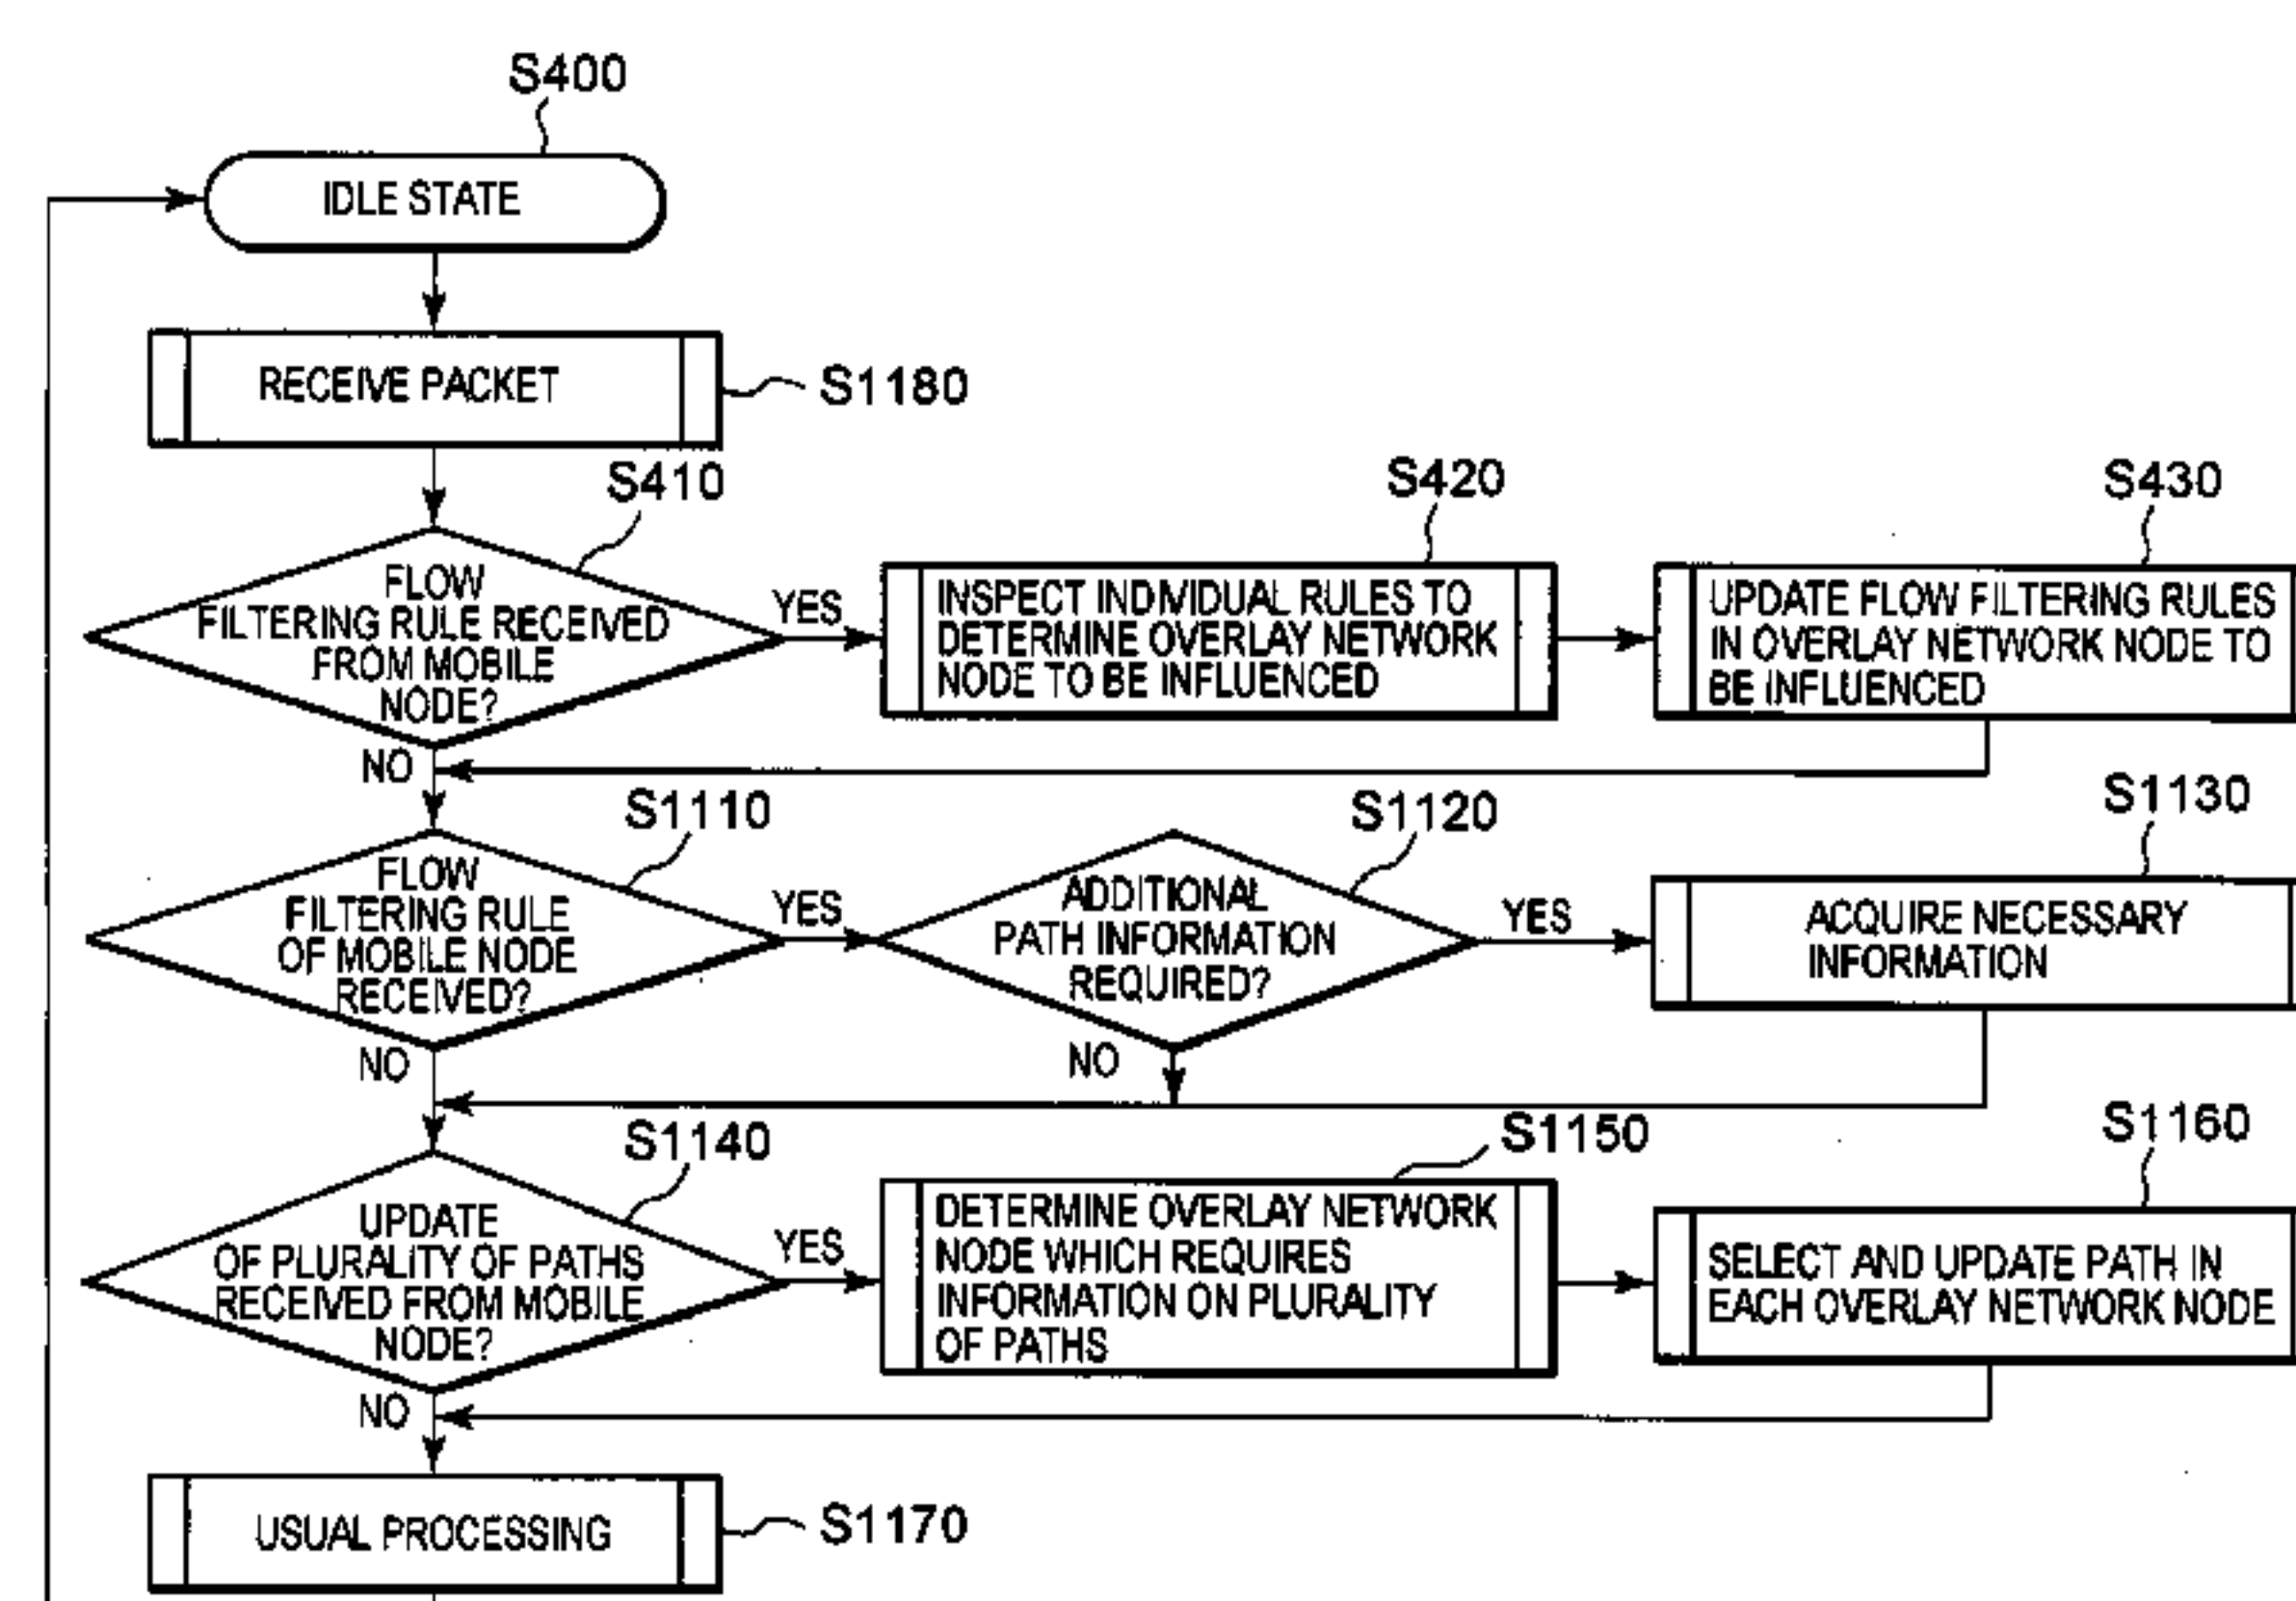 S400
IDLE STATE
RECEIVE PACKET
S1180
S410
FLOW
FILTERING RULE RECEIVED
FROM MOBILE
NODE?
YES
NO
S420
INSPECT INDIVIDUAL RULES TO
DETERMINE OVERLAY NETWORK
NODE TO BE INFLUENCED
S430
UPDATE FLOW FILTERING RULES
IN OVERLAY NETWORK NODE TO
BE INFLUENCED
S1110
FLOW
FILTERING RULE
OF MOBILE NODE
RECEIVED?
YES
NO
S1120
ADDITIONAL
PATH INFORMATION
REQUIRED?
YES
NO
S1130
ACQUIRE NECESSARY
INFORMATION
S1140
UPDATE
OF PLURALITY OF PATHS
RECEIVED FROM MOBILE
NODE?
YES
NO
S1150
DETERMINE OVERLAY NETWORK
NODE WHICH REQUIRES
INFORMATION ON PLURALITY
OF PATHS
S1160
SELECT AND UPDATE PATH IN
EACH OVERLAY NETWORK NODE
USUAL PROCESSING
S1170